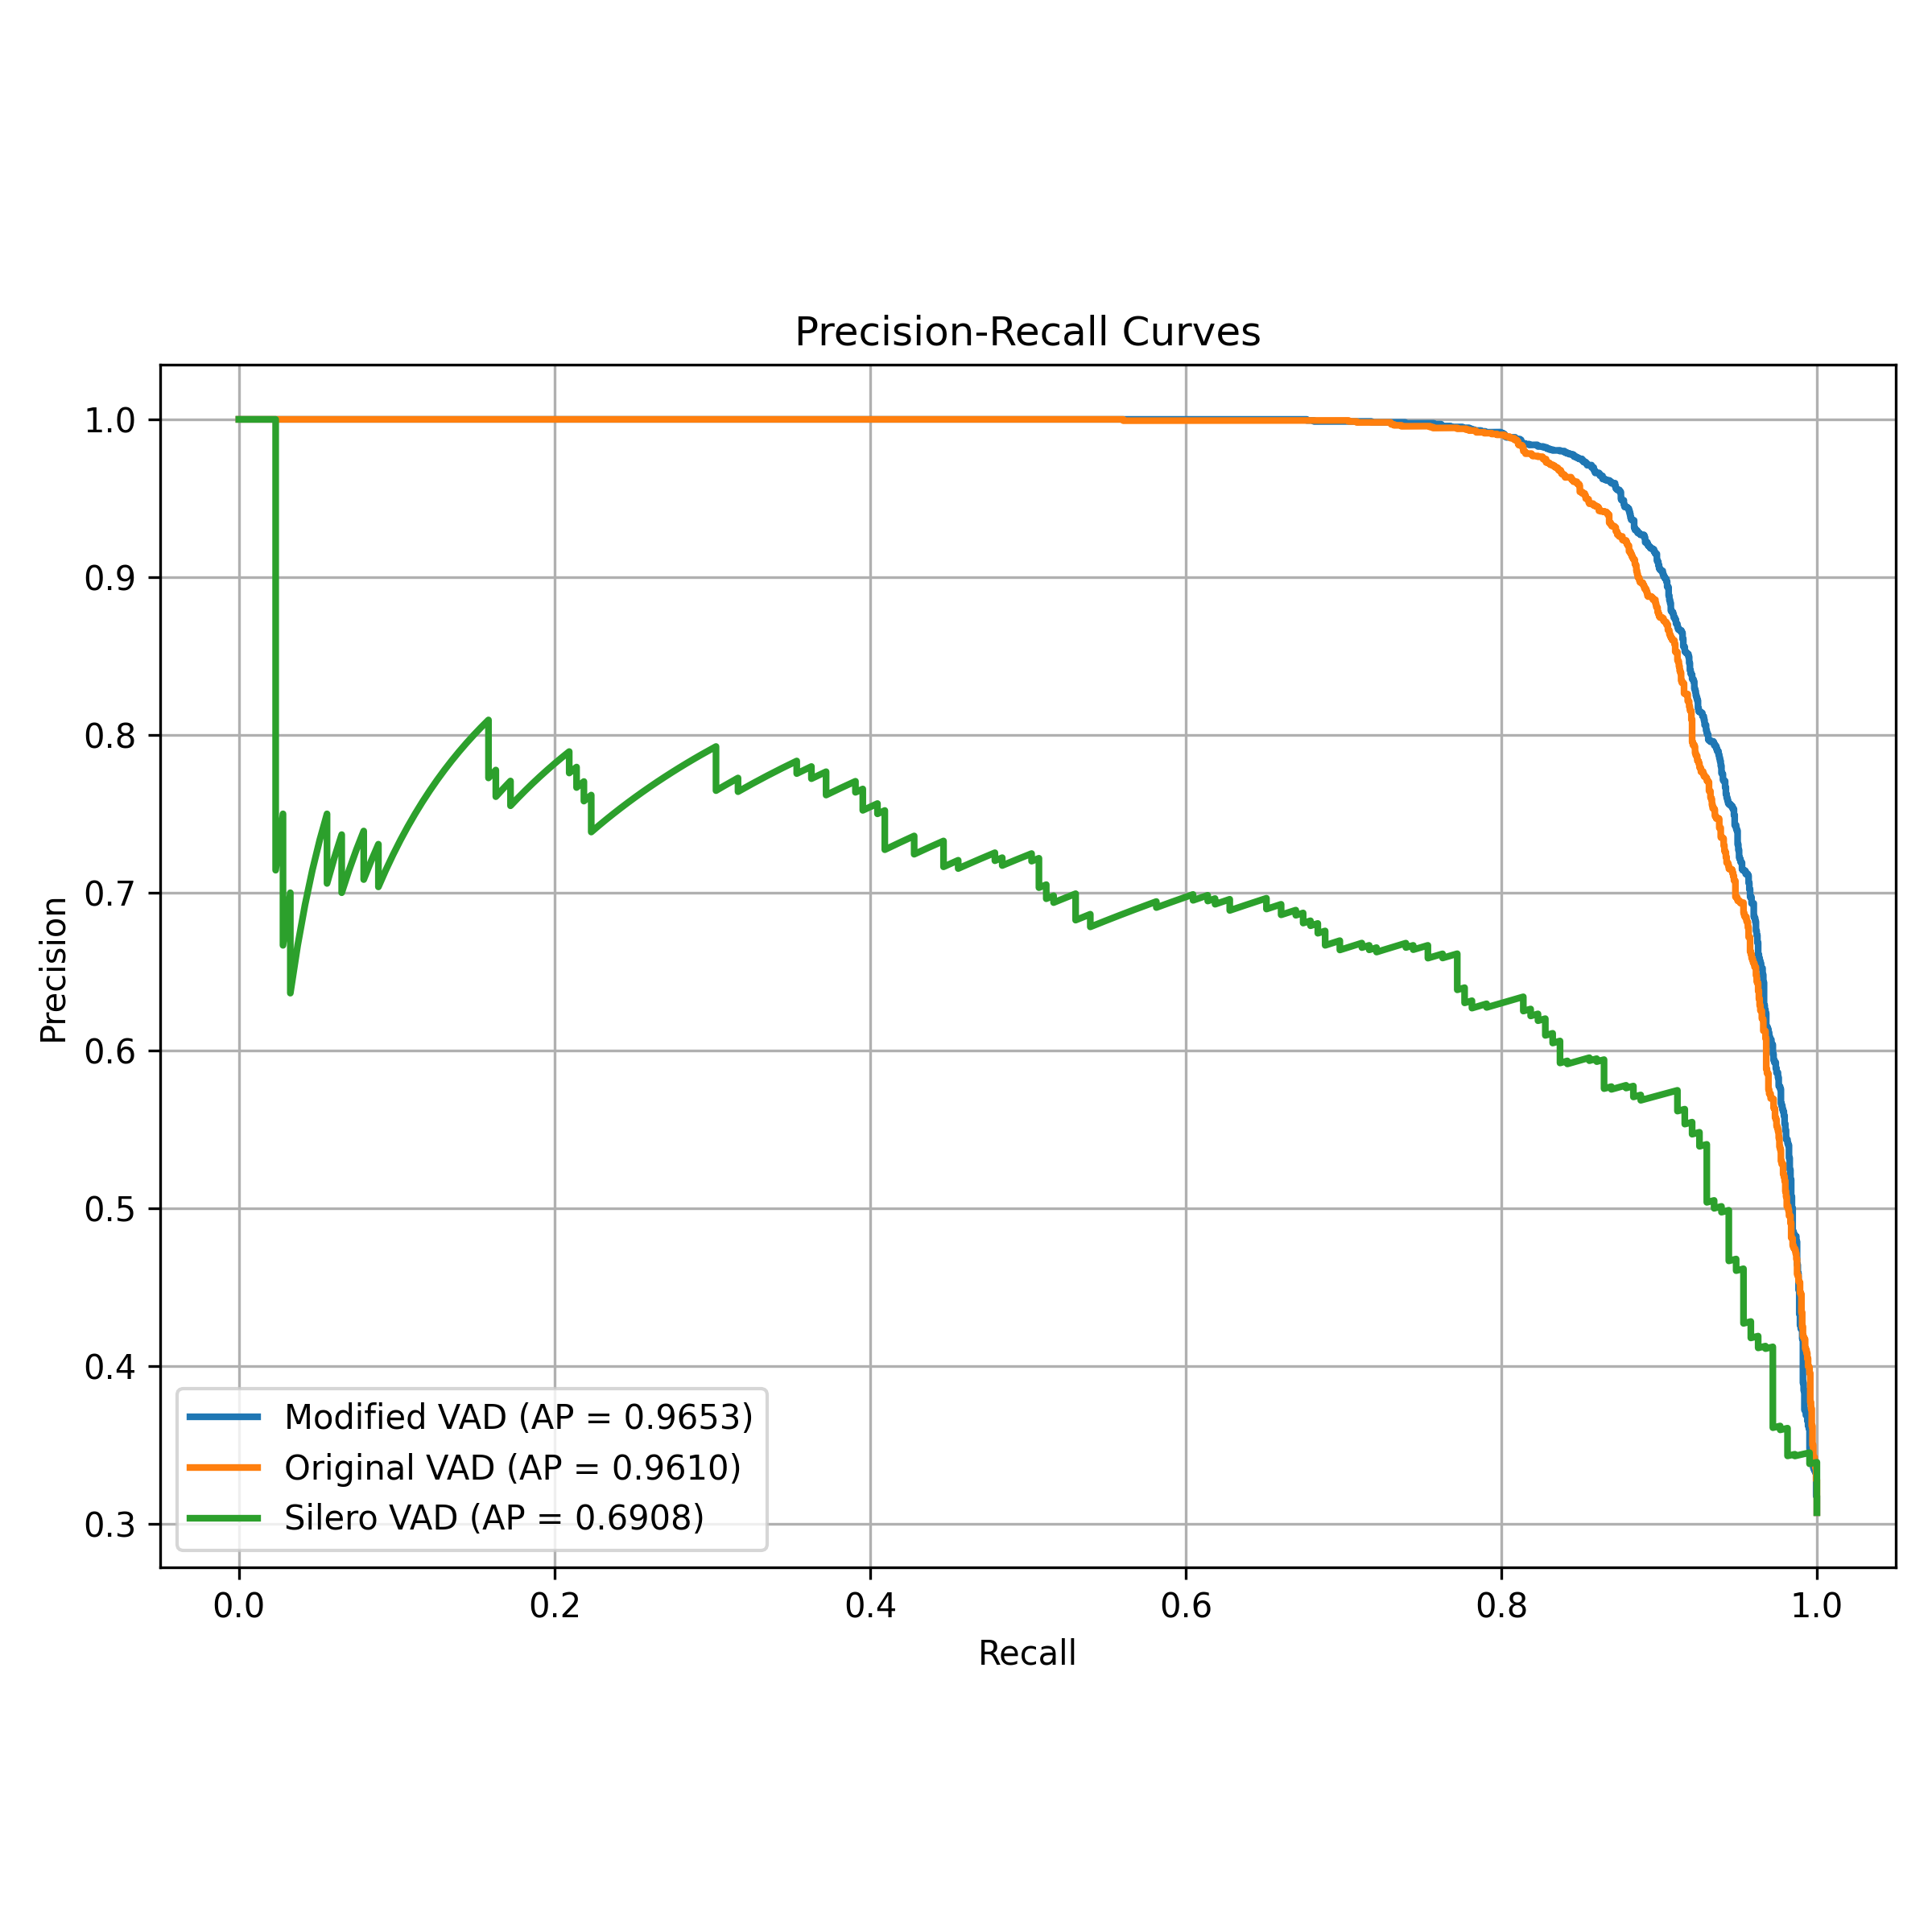 Precision-Recall Curves
1.0
0.9
0.8
0.7
0.6
0.5
0.4
0.3
Precision
Modified VAD (AP = 0.9653)
Original VAD (AP = 0.9610)
Silero VAD (AP = 0.6908)
0.0 0.2 0.4 0.6 0.8 1.0
Recall